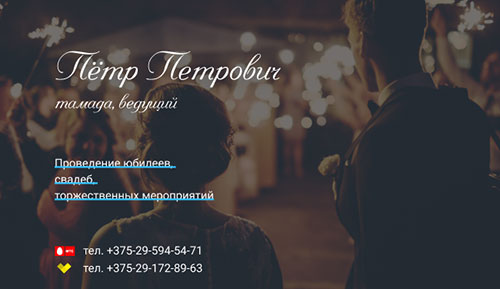 Пётр Петрович
тамада, ведущий
Проведение юбилеев,
свадеб,
торжественных мероприятий
тел. +375-29-594-54-71
тел. +375-29-172-89-63